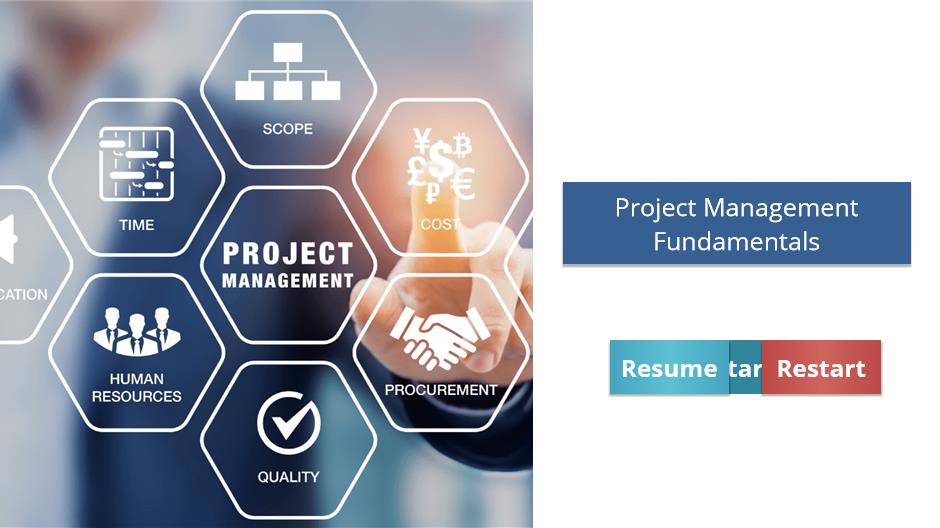 SCOPE
TIME
COST
CATION
PROJECT
MANAGEMENT
HUMAN
RESOURCES
PROCUREMENT
QUALITY
Project Management
Fundamentals
Resume tar Restart